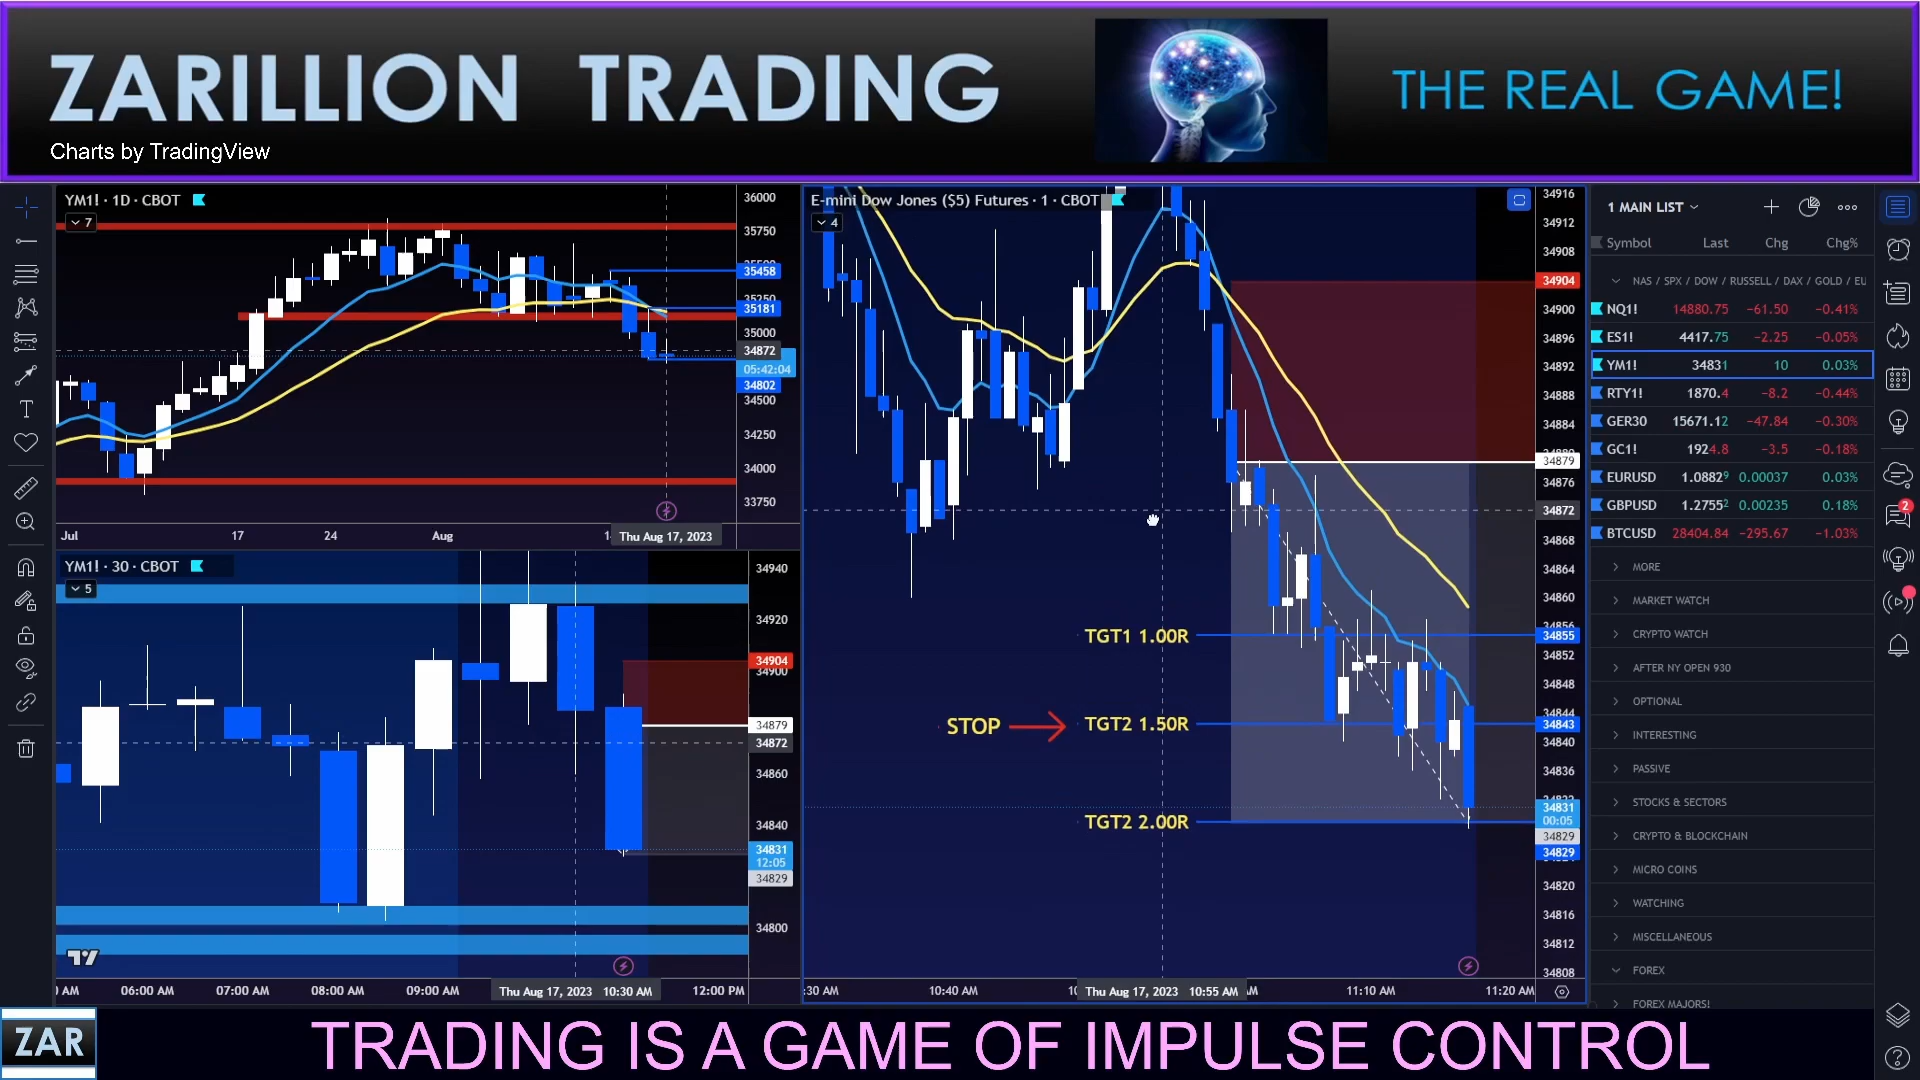 ZARILLION TRADING
THE REAL GAME!
Charts by TradingView
YM1! · 1D · CBOT
7
36000
35750
35458
35250
35181
35000
34872
05:42:04
34802
34500
34250
34000
33750
Jul
17
24
Aug
Thu Aug 17, 2023
YM1! · 30 · CBOT
5
34940
34920
34904
34900
34879
34872
34860
34840
34831
12:05
34829
34800
AM
06:00 AM
07:00 AM
08:00 AM
09:00 AM
Thu Aug 17, 2023 10:30 AM
12:00 PM
E-mini Dow Jones ($5) Futures · 1 · CBOT
4
TGT1 1.00R
STOP
TGT2 1.50R
TGT2 2.00R
34916
34912
34908
34904
34900
34896
34892
34888
34884
34879
34876
34872
34868
34864
34860
34856
34855
34852
34848
34844
34843
34840
34836
34831
00:05
34829
34829
34820
34816
34812
34808
:30 AM
10:40 AM
Thu Aug 17, 2023 10:55 AM
11:10 AM
11:20 AM
1 MAIN LIST
Symbol Last Chg Chg%
NAS / SPX / DOW / RUSSELL / DAX / GOLD / EU
NQ1! 14880.75 −61.50 −0.41%
ES1! 4417.75 −2.25 −0.05%
YM1! 34831 10 0.03%
RTY1! 1870.4 −8.2 −0.44%
GER30 15671.12 −47.84 −0.30%
GC1! 1924.8 −3.5 −0.18%
EURUSD 1.08829 0.00037 0.03%
GBPUSD 1.27552 0.00235 0.18%
BTCUSD 28404.84 −295.67 −1.03%
MORE
MARKET WATCH
CRYPTO WATCH
AFTER NY OPEN 930
OPTIONAL
INTERESTING
PASSIVE
STOCKS & SECTORS
CRYPTO & BLOCKCHAIN
MICRO COINS
WATCHING
MISCELLANEOUS
FOREX
FOREX MAJORS!
2
ZAR
TRADING IS A GAME OF IMPULSE CONTROL